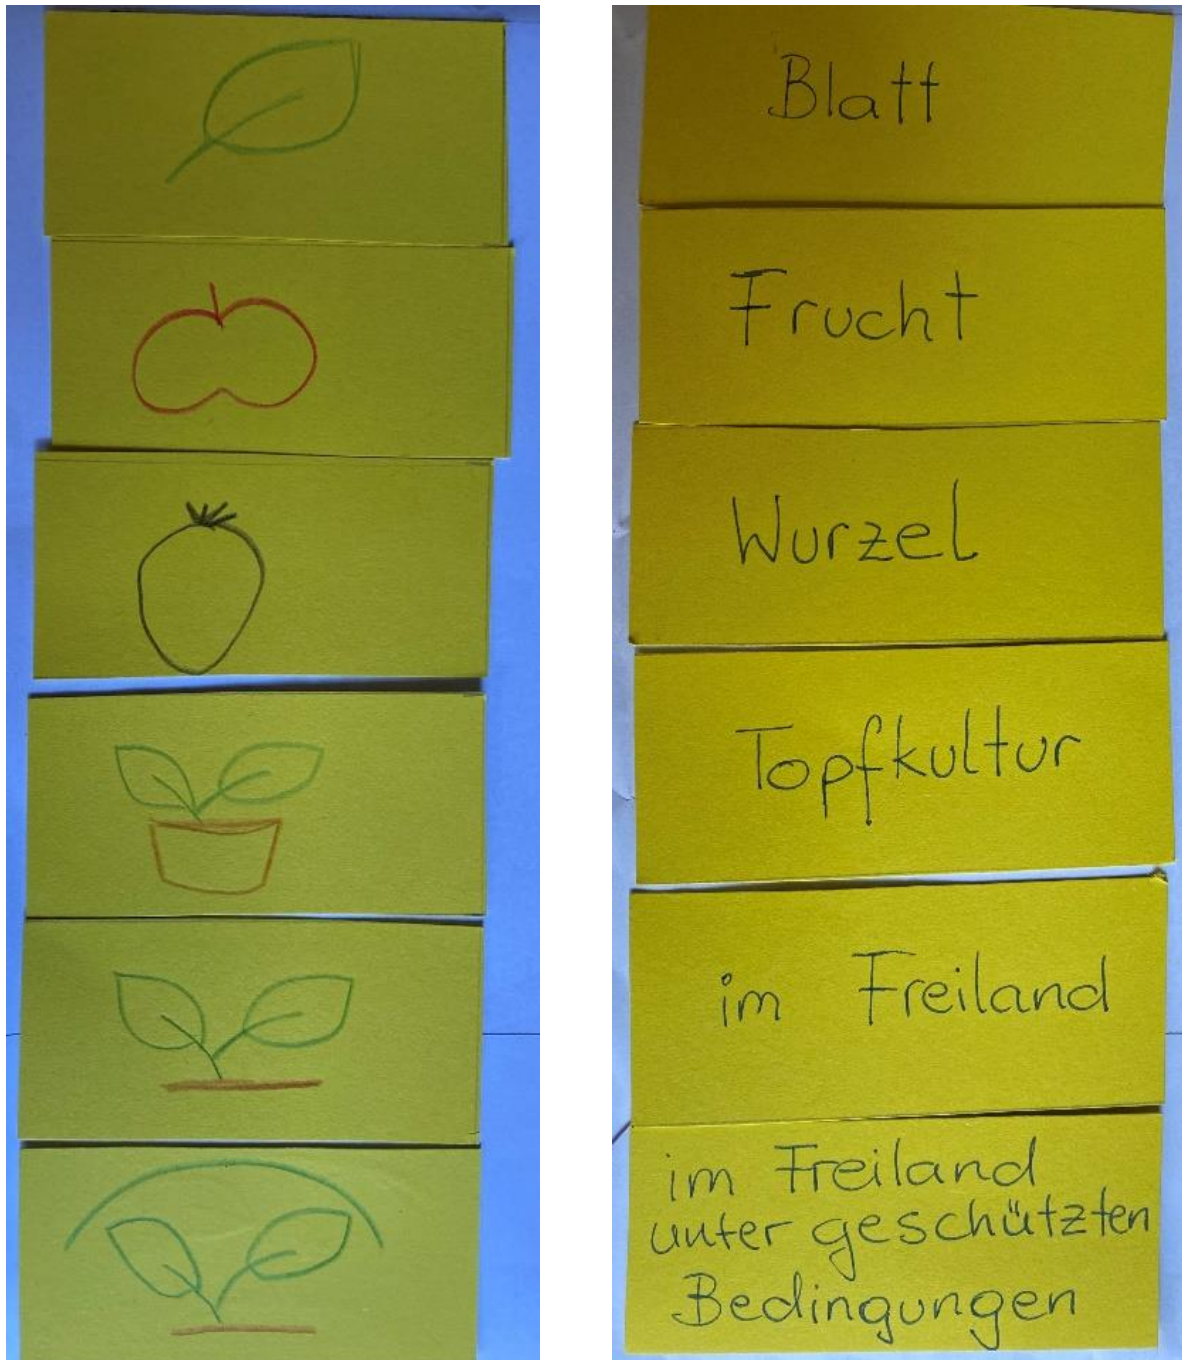 Blatt
Frucht
Wurzel
Topfkultur
im Freiland
im Freiland
unter geschützten
Bedingungen